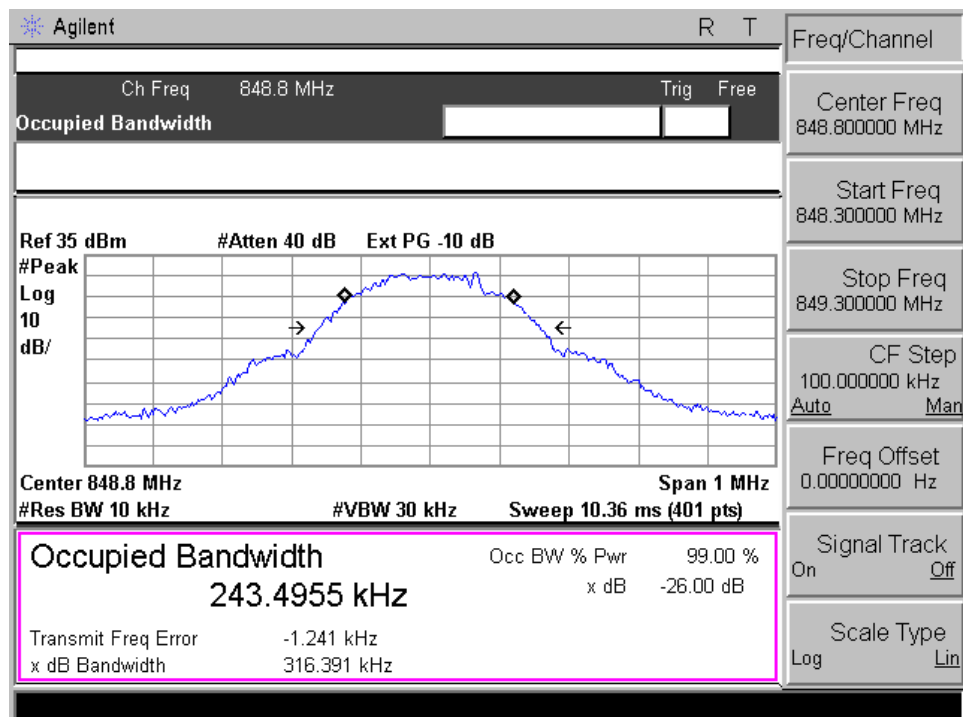 Agilent R T
Ch Freq 848.8 MHz Trig Free
Occupied Bandwidth
Ref 35 dBm #Atten 40 dB Ext PG -10 dB
#Peak
Log
10
dB/
Center 848.8 MHz Span 1 MHz
#Res BW 10 kHz #VBW 30 kHz Sweep 10.36 ms (401 pts)
Occupied Bandwidth Occ BW % Pwr 99.00 %
243.4955 kHz x dB -26.00 dB
Transmit Freq Error -1.241 kHz
x dB Bandwidth 316.391 kHz
Freq/Channel
Center Freq
848.800000 MHz
Start Freq
848.300000 MHz
Stop Freq
849.300000 MHz
CF Step
100.000000 kHz
Auto Man
Freq Offset
0.00000000 Hz
Signal Track
On Off
Scale Type
Log Lin